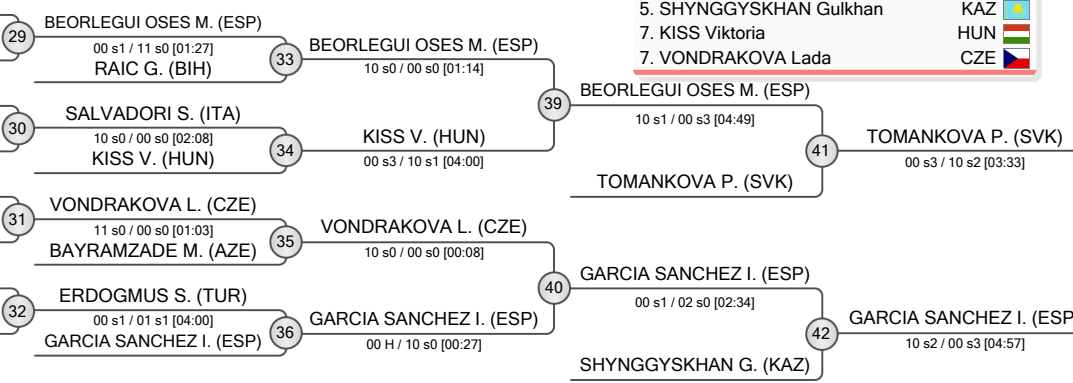 5. SHYNGGYSKHAN Gulkhan KAZ
7. KISS Viktoria HUN
7. VONDRAKOVA Lada CZE
29
BEORLEGUI OSES M. (ESP)
00 s1 / 11 s0 [01:27]
RAIC G. (BIH)
33
BEORLEGUI OSES M. (ESP)
10 s0 / 00 s0 [01:14]
30
SALVADORI S. (ITA)
10 s0 / 00 s0 [02:08]
KISS V. (HUN)
34
KISS V. (HUN)
00 s3 / 10 s1 [04:00]
39
BEORLEGUI OSES M. (ESP)
10 s1 / 00 s3 [04:49]
TOMANKOVA P. (SVK)
41
TOMANKOVA P. (SVK)
00 s3 / 10 s2 [03:33]
31
VONDRAKOVA L. (CZE)
11 s0 / 00 s0 [01:03]
BAYRAMZADE M. (AZE)
35
VONDRAKOVA L. (CZE)
10 s0 / 00 s0 [00:08]
32
ERDOGMUS S. (TUR)
00 s1 / 01 s1 [04:00]
GARCIA SANCHEZ I. (ESP)
36
GARCIA SANCHEZ I. (ESP)
00 H / 10 s0 [00:27]
40
GARCIA SANCHEZ I. (ESP)
00 s1 / 02 s0 [02:34]
SHYNGGYSKHAN G. (KAZ)
42
GARCIA SANCHEZ I. (ESP
10 s2 / 00 s3 [04:57]